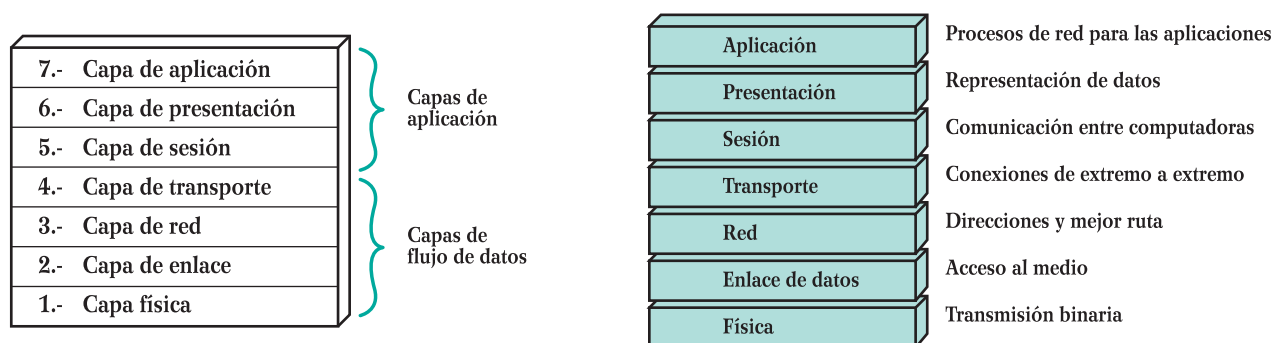 7.- Capa de aplicación
6.- Capa de presentación
5.- Capa de sesión
4.- Capa de transporte
3.- Capa de red
2.- Capa de enlace
1.- Capa física
Capas de
aplicación
Capas de
flujo de datos
Aplicación
Procesos de red para las aplicaciones
Presentación
Representación de datos
Sesión
Comunicación entre computadoras
Transporte
Conexiones de extremo a extremo
Red
Direcciones y mejor ruta
Enlace de datos
Acceso al medio
Física
Transmisión binaria